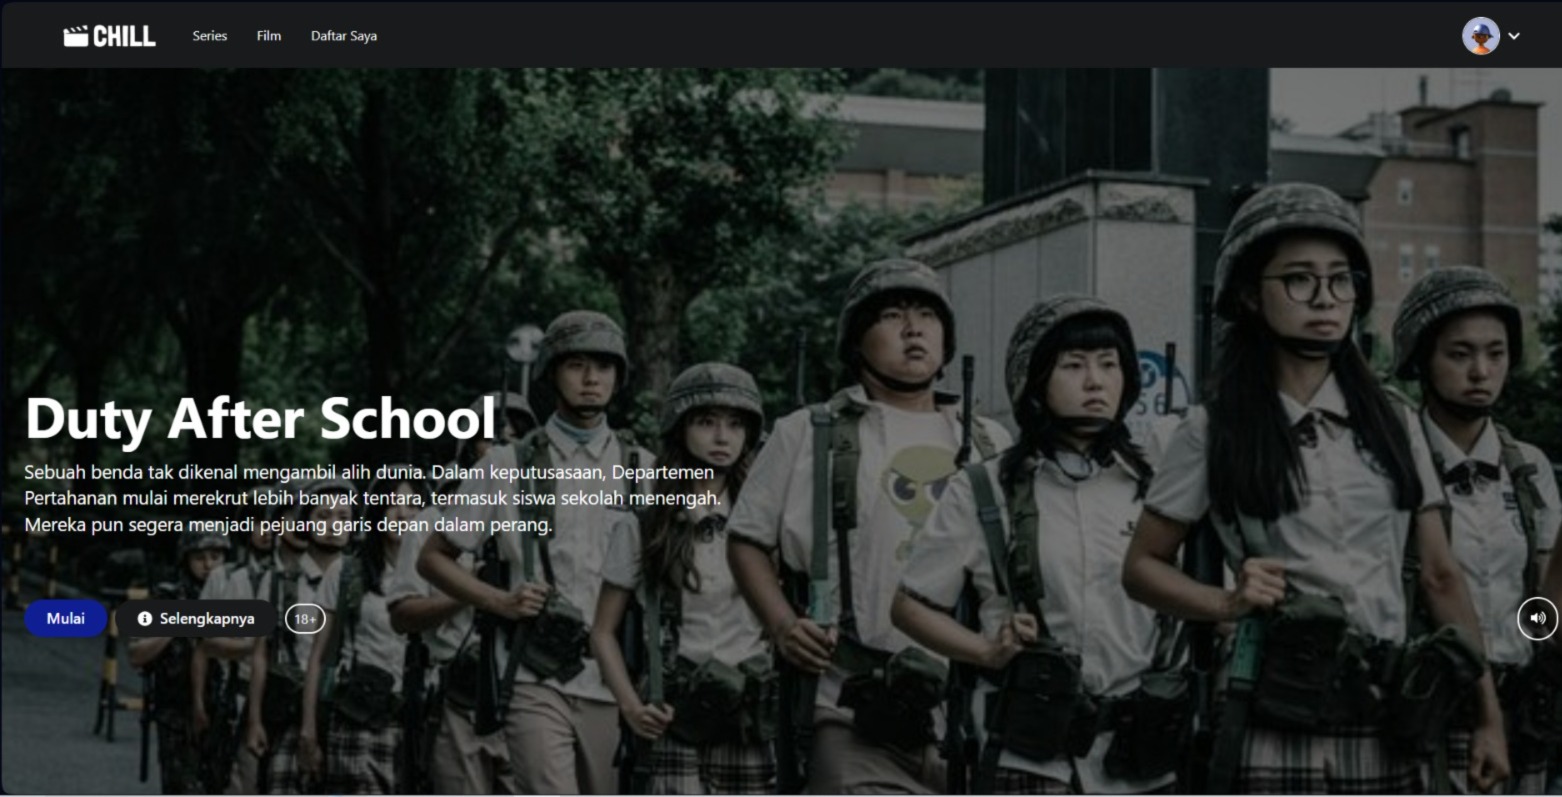 CHILL
Series
Film
Daftar Saya
Duty After School
Sebuah benda tak dikenal mengambil alih dunia. Dalam keputusasaan, Departemen
Pertahanan mulai merekrut lebih banyak tentara, termasuk siswa sekolah menengah.
Mereka pun segera menjadi pejuang garis depan dalam perang.
Mulai
Selengkapnya
18+